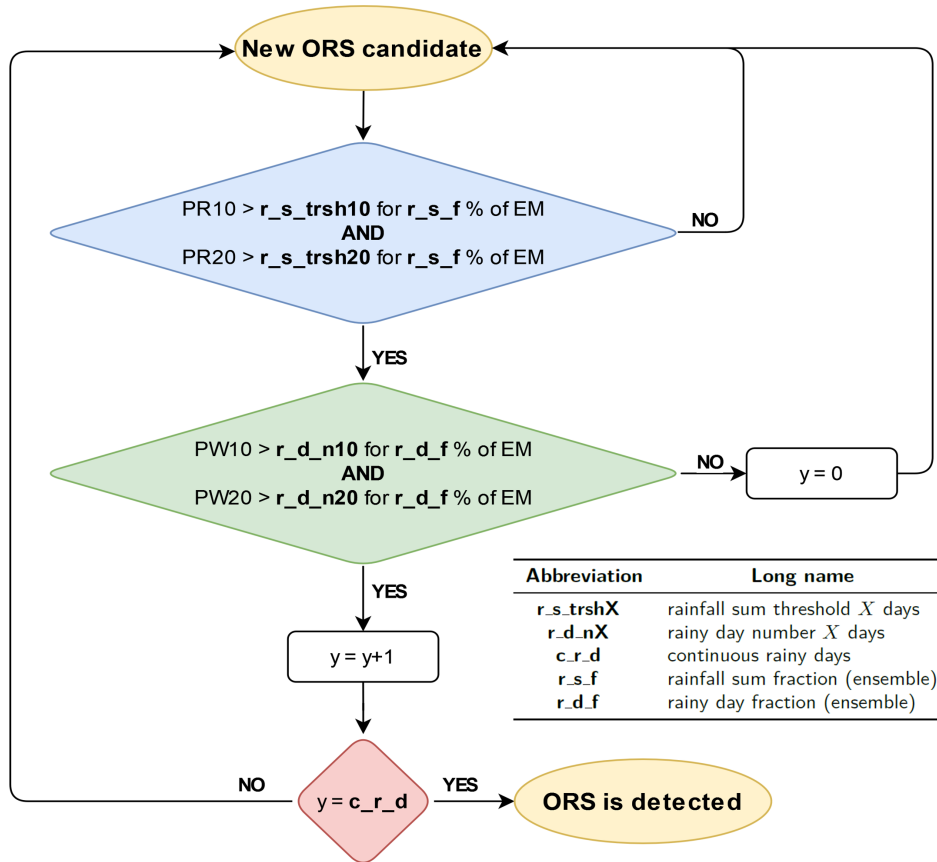 New ORS candidate
PR10 > r_s_trsh10 for r_s_f % of EM
AND
PR20 > r_s_trsh20 for r_s_f % of EM
NO
YES
PW10 > r_d_n10 for r_d_f % of EM
AND
PW20 > r_d_n20 for r_d_f % of EM
NO
y = 0
YES
y = y+1
Abbreviation Long name
r_s_trshX rainfall sum threshold X days
r_d_nX rainy day number X days
c_r_d continuous rainy days
r_s_f rainfall sum fraction (ensemble)
r_d_f rainy day fraction (ensemble)
NO
y = c_r_d
YES
ORS is detected